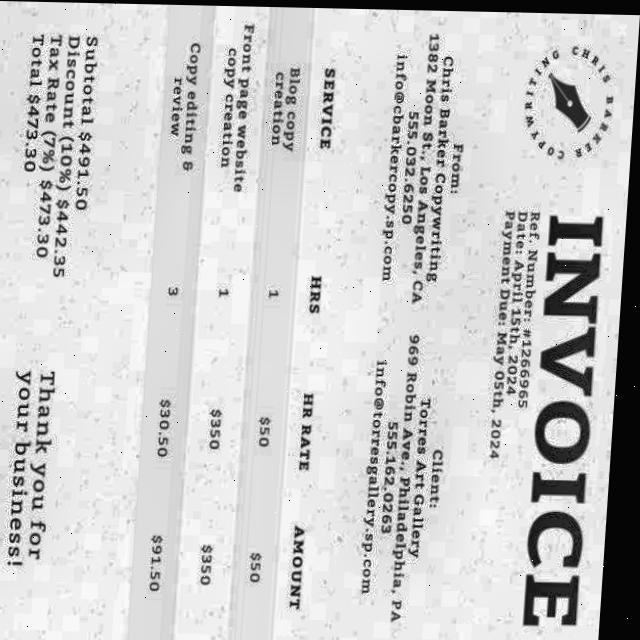 CHRIS BARKER COPYWRITING
INVOICE
Ref. Number: #1266965
Date: April 15th, 2024
Payment Due: May 05th, 2024
From:
Chris Barker Copywriting
1382 Moon St., Los Angeles, CA
555.032.6250
info@cbarkercopy.sp.com
Client:
Torres Art Gallery
969 Robin Ave., Philadelphia, PA
555.162.0263
info@torresgallery.sp.com
SERVICE HRS HR RATE AMOUNT
Blog copy
creation 1 $50 $50
Front page website
copy creation 1 $350 $350
Copy editing &
review 3 $30.50 $91.50
Subtotal $491.50
Discount (10%) $442.35
Tax Rate (7%) $473.30
Total $473.30
Thank you for
your business!